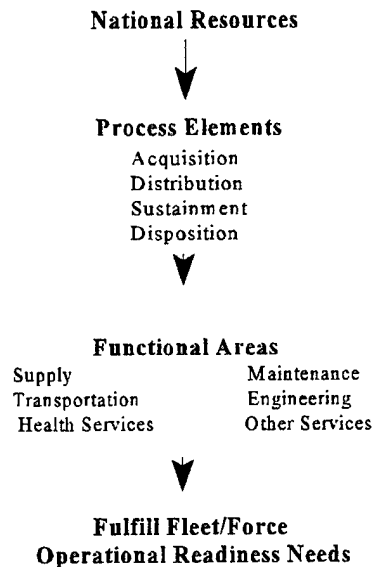 National Resources
Process Elements
Acquisition
Distribution
Sustainment
Disposition
Functional Areas
Supply Maintenance
Transportation Engineering
Health Services Other Services
Fulfill Fleet/Force
Operational Readiness Needs